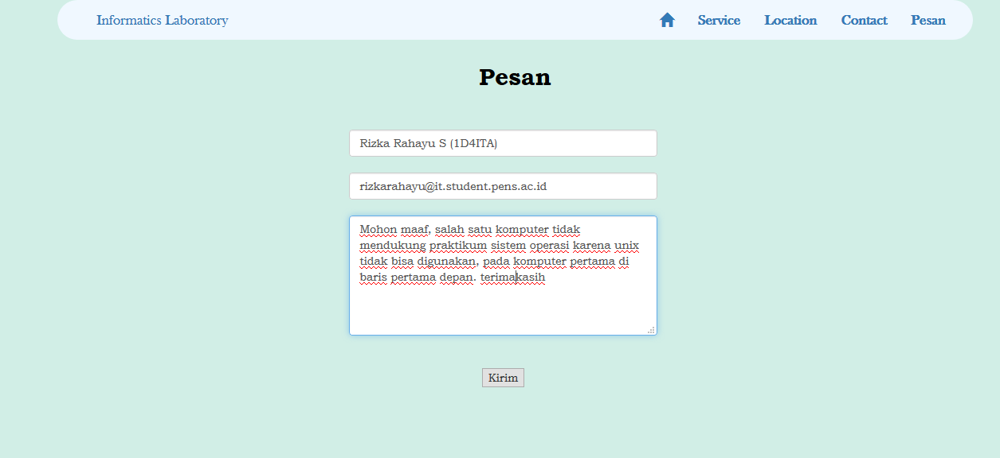 Informatics Laboratory
Service Location Contact Pesan
Pesan
Rizka Rahayu S (1D4ITA)
rizkarahayu@it.student.pens.ac.id
Mohon maaf, salah satu komputer tidak
mendukung praktikum sistem operasi karena unix
tidak bisa digunakan, pada komputer pertama di
baris pertama depan. terimakasih
Kirim